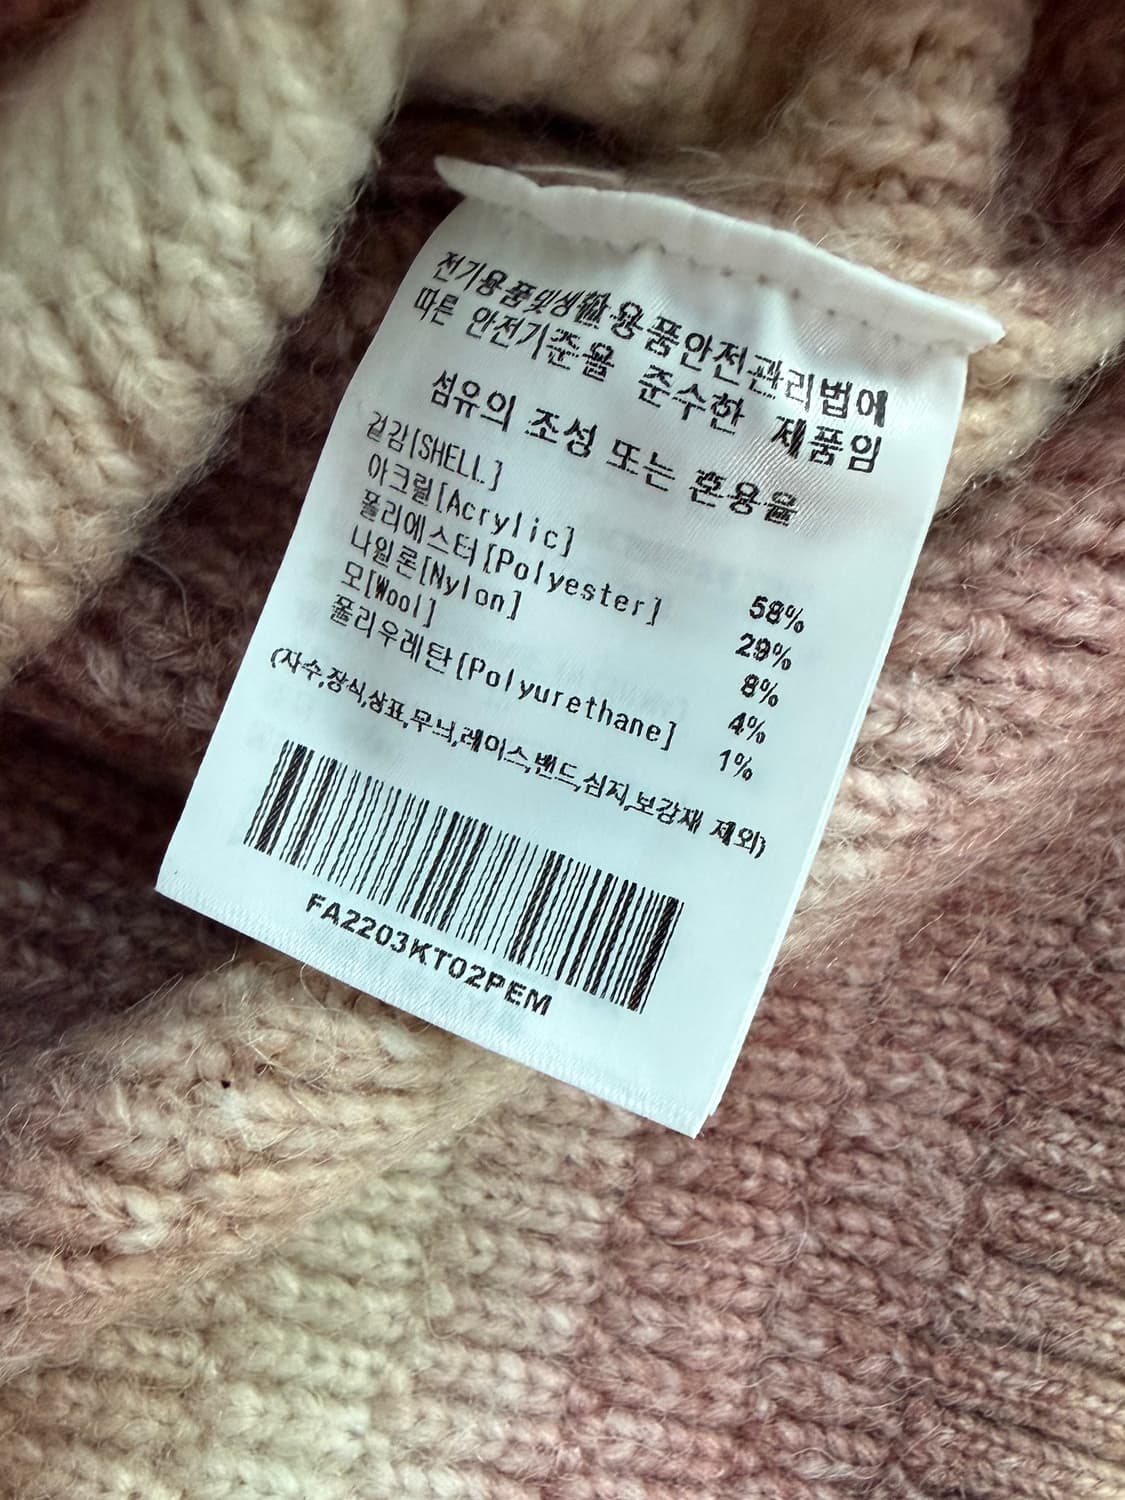 전기용품및생활용품안전관리법에
따른 안전기준을 준수한 제품임
섬유의 조성 또는 혼용율
겉감[SHELL]
아크릴[Acrylic] 58%
폴리에스터[Polyester] 29%
나일론[Nylon] 8%
모[Wool] 4%
폴리우레탄[Polyurethane] 1%
(자수,장식,상표,무늬,레이스,밴드,심지,보강재 제외)
FA2203KT02PEM